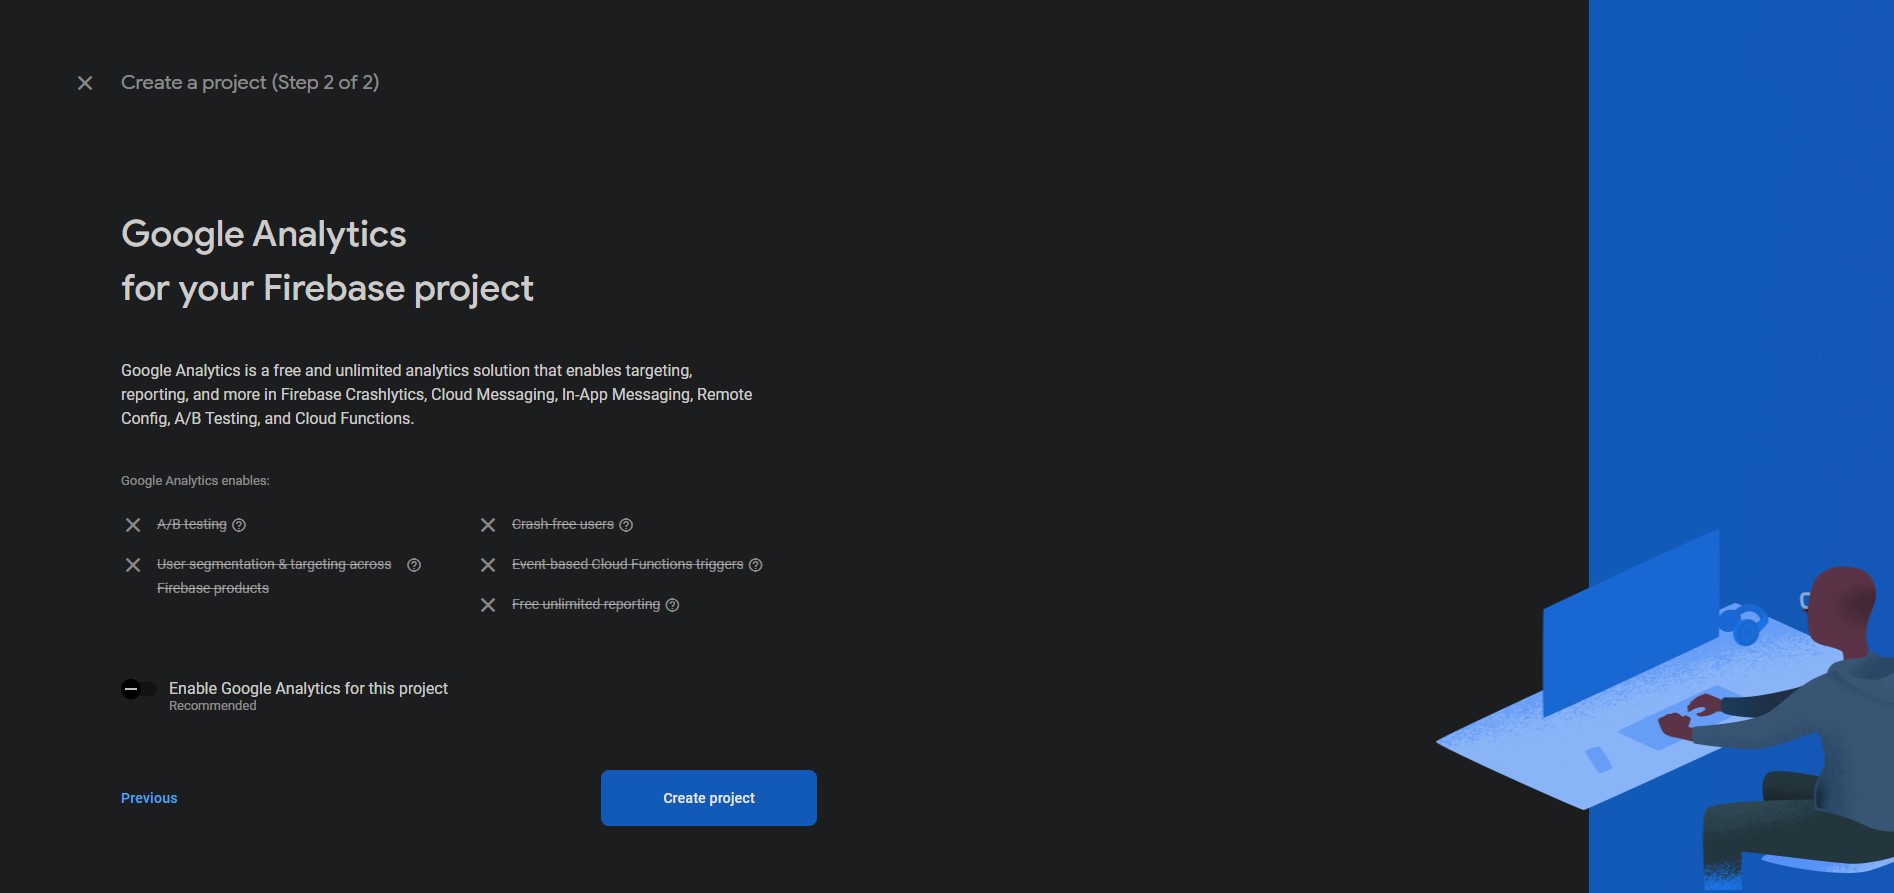 Create a project (Step 2 of 2)
Google Analytics
for your Firebase project
Google Analytics is a free and unlimited analytics solution that enables targeting,
reporting, and more in Firebase Crashlytics, Cloud Messaging, In-App Messaging, Remote
Config, A/B Testing, and Cloud Functions.
Google Analytics enables:
A/B testing
User segmentation & targeting across
Firebase products
Crash-free users
Event-based Cloud Functions triggers
Free unlimited reporting
Enable Google Analytics for this project
Recommended
Previous
Create project